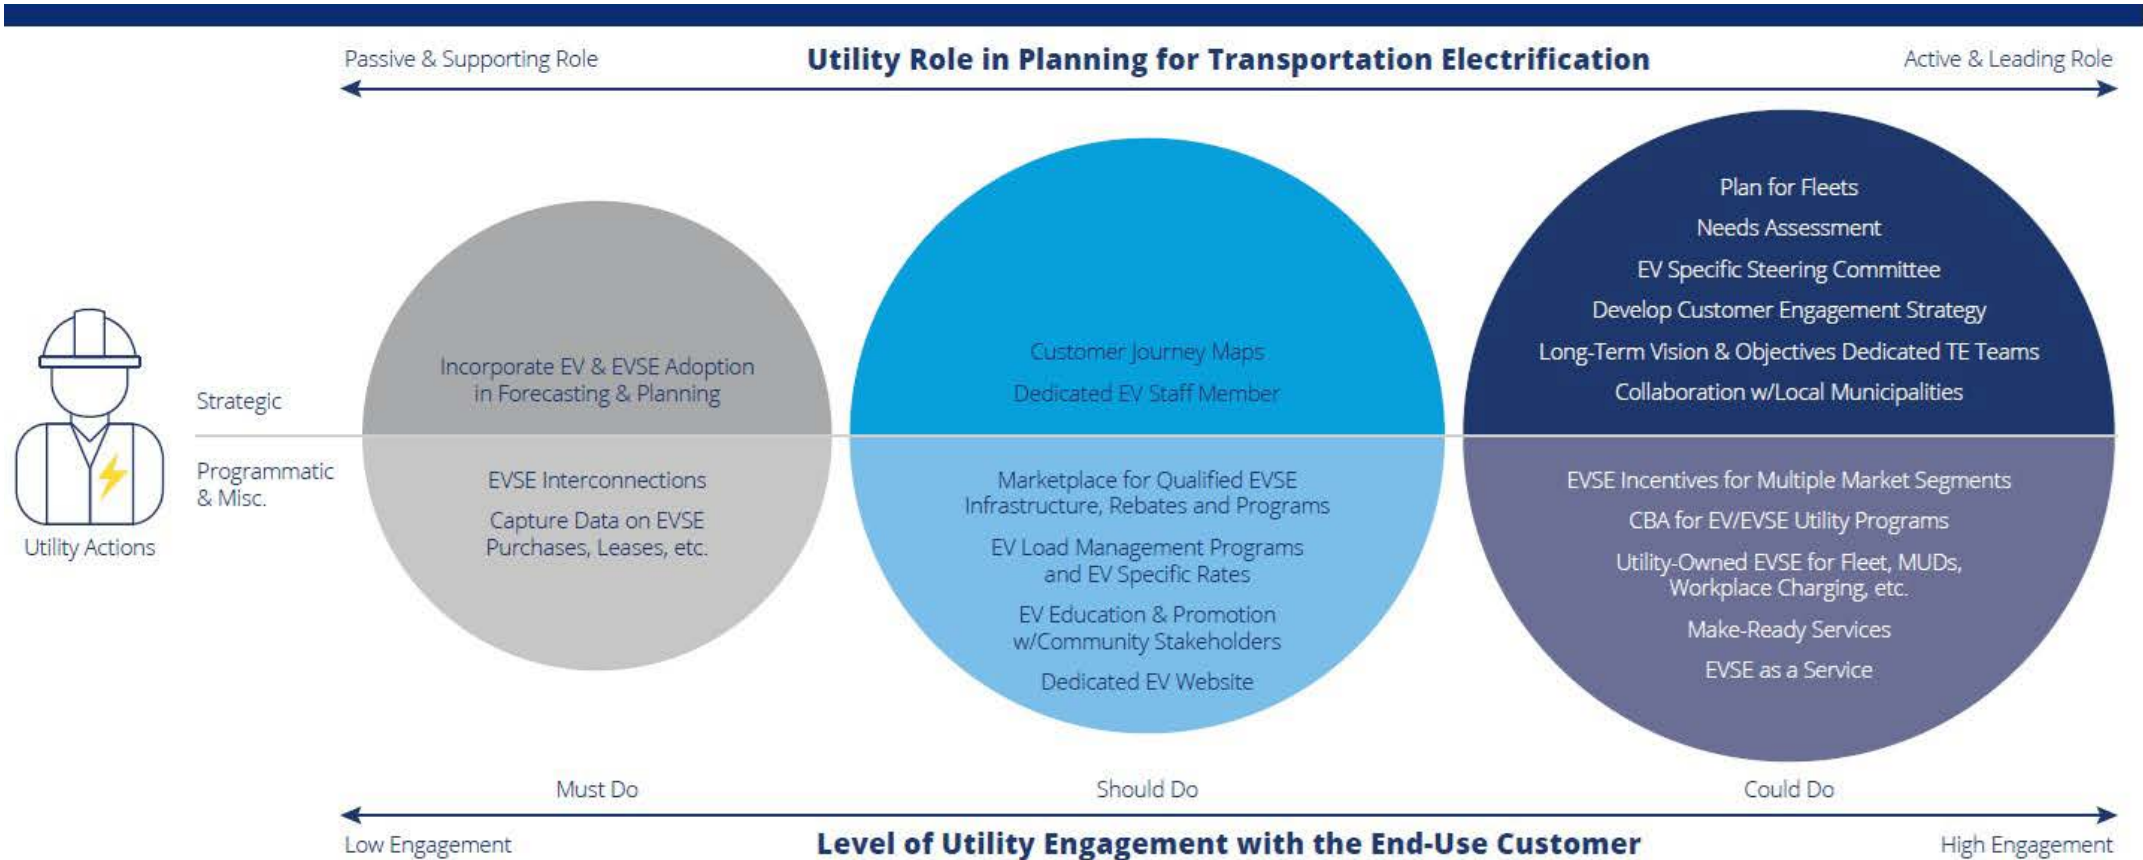 Passive & Supporting Role
Utility Role in Planning for Transportation Electrification
Active & Leading Role
Utility Actions
Strategic
Programmatic
& Misc.
Incorporate EV & EVSE Adoption
in Forecasting & Planning
EVSE Interconnections
Capture Data on EVSE
Purchases, Leases, etc.
Must Do
Customer Journey Maps
Dedicated EV Staff Member
Marketplace for Qualified EVSE
Infrastructure, Rebates and Programs
EV Load Management Programs
and EV Specific Rates
EV Education & Promotion
w/Community Stakeholders
Dedicated EV Website
Should Do
Plan for Fleets
Needs Assessment
EV Specific Steering Committee
Develop Customer Engagement Strategy
Long-Term Vision & Objectives Dedicated TE Teams
Collaboration w/Local Municipalities
EVSE Incentives for Multiple Market Segments
CBA for EV/EVSE Utility Programs
Utility-Owned EVSE for Fleet, MUDs,
Workplace Charging, etc.
Make-Ready Services
EVSE as a Service
Could Do
Low Engagement
Level of Utility Engagement with the End-Use Customer
High Engagement